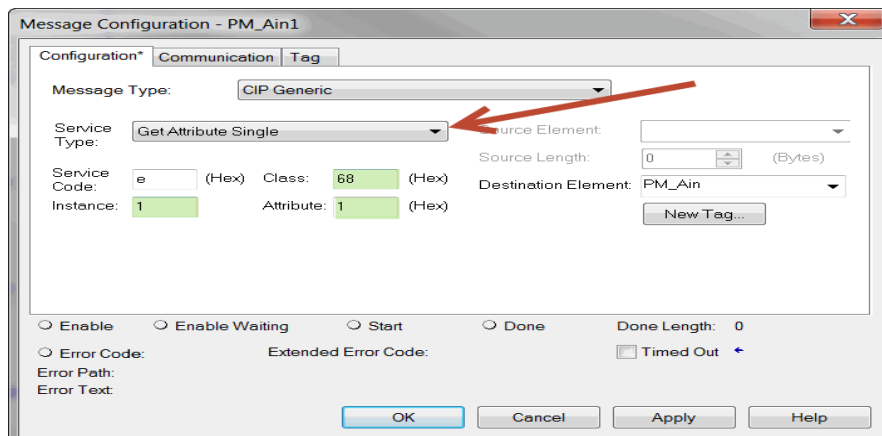 Message Configuration - PM_Ain1
Configuration* Communication Tag
Message Type: CIP Generic
Service Type: Get Attribute Single
Source Element:
Source Length: 0 (Bytes)
Service Code: e (Hex) Class: 68 (Hex)
Destination Element: PM_Ain
Instance: 1 Attribute: 1 (Hex)
New Tag...
Enable Enable Waiting Start Done Done Length: 0
Error Code: Extended Error Code: Timed Out
Error Path:
Error Text:
OK Cancel Apply Help